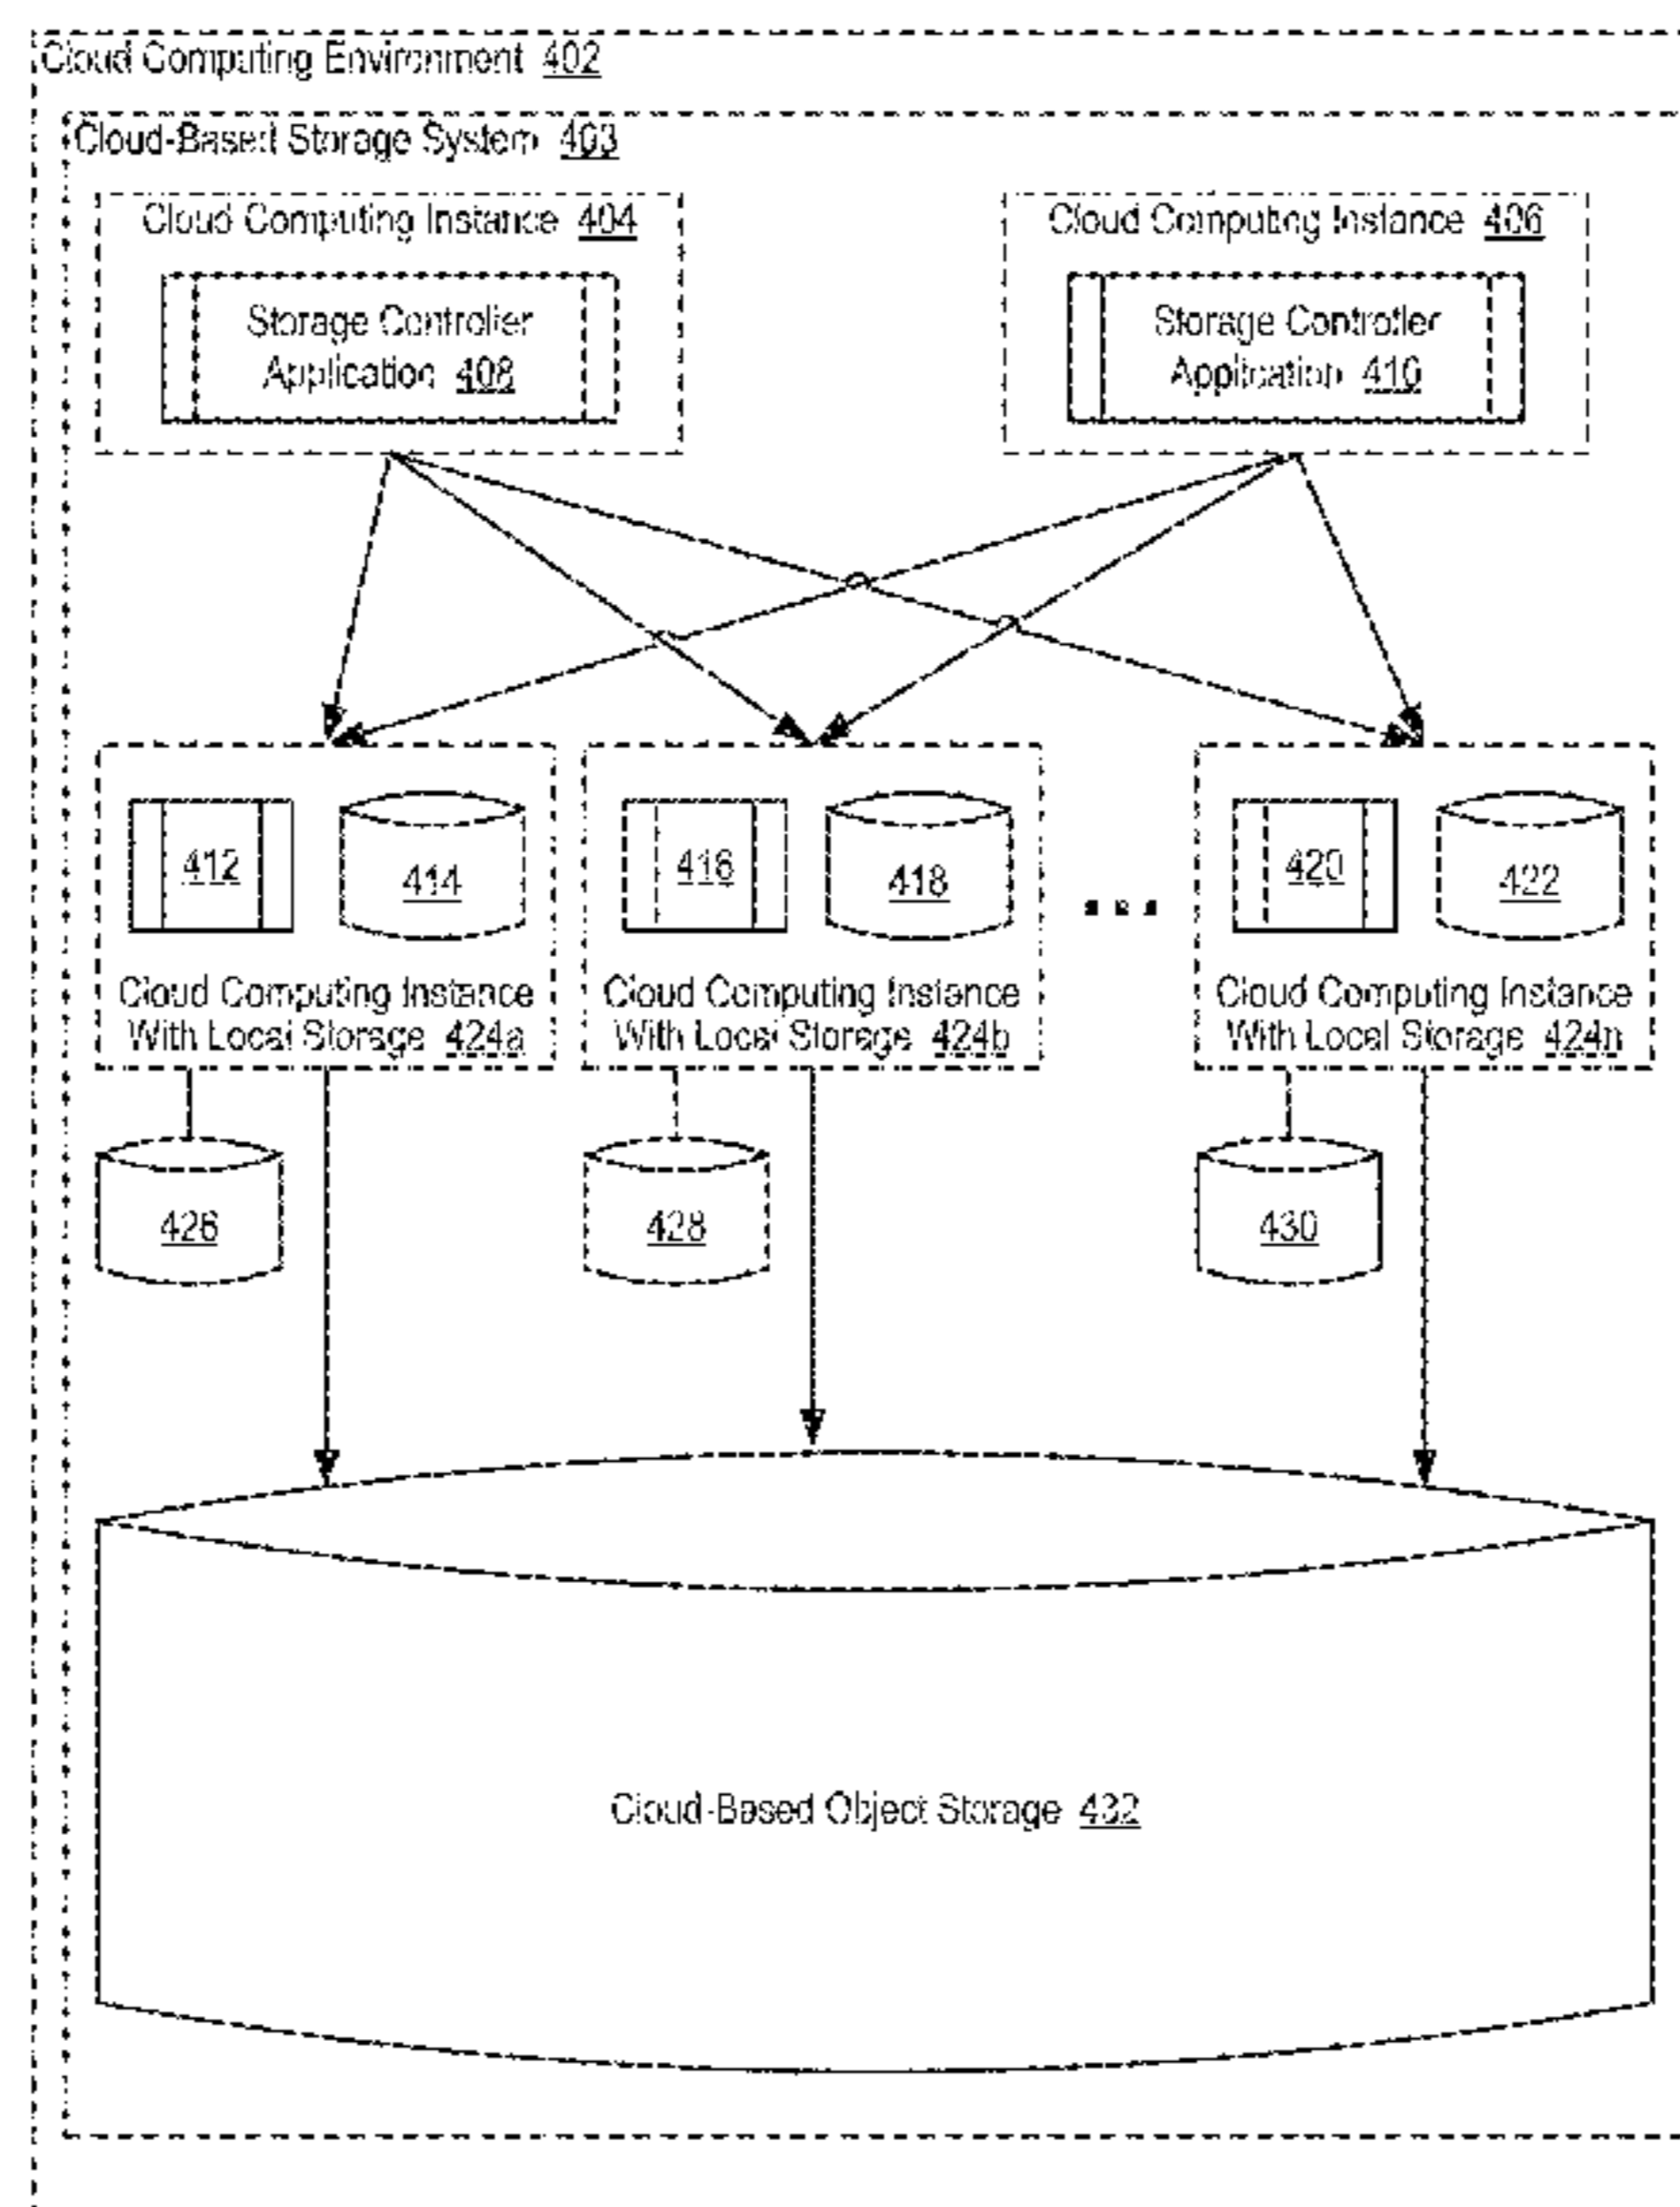 Cloud Computing Environment 402
Cloud-Based Storage System 403
Cloud Computing Instance 404
Storage Controller
Application 408
Cloud Computing Instance 406
Storage Controller
Application 410
412
414
Cloud Computing Instance
With Local Storage 424a
416
418
Cloud Computing Instance
With Local Storage 424b
...
420
422
Cloud Computing Instance
With Local Storage 424n
426
428
430
Cloud-Based Object Storage 432